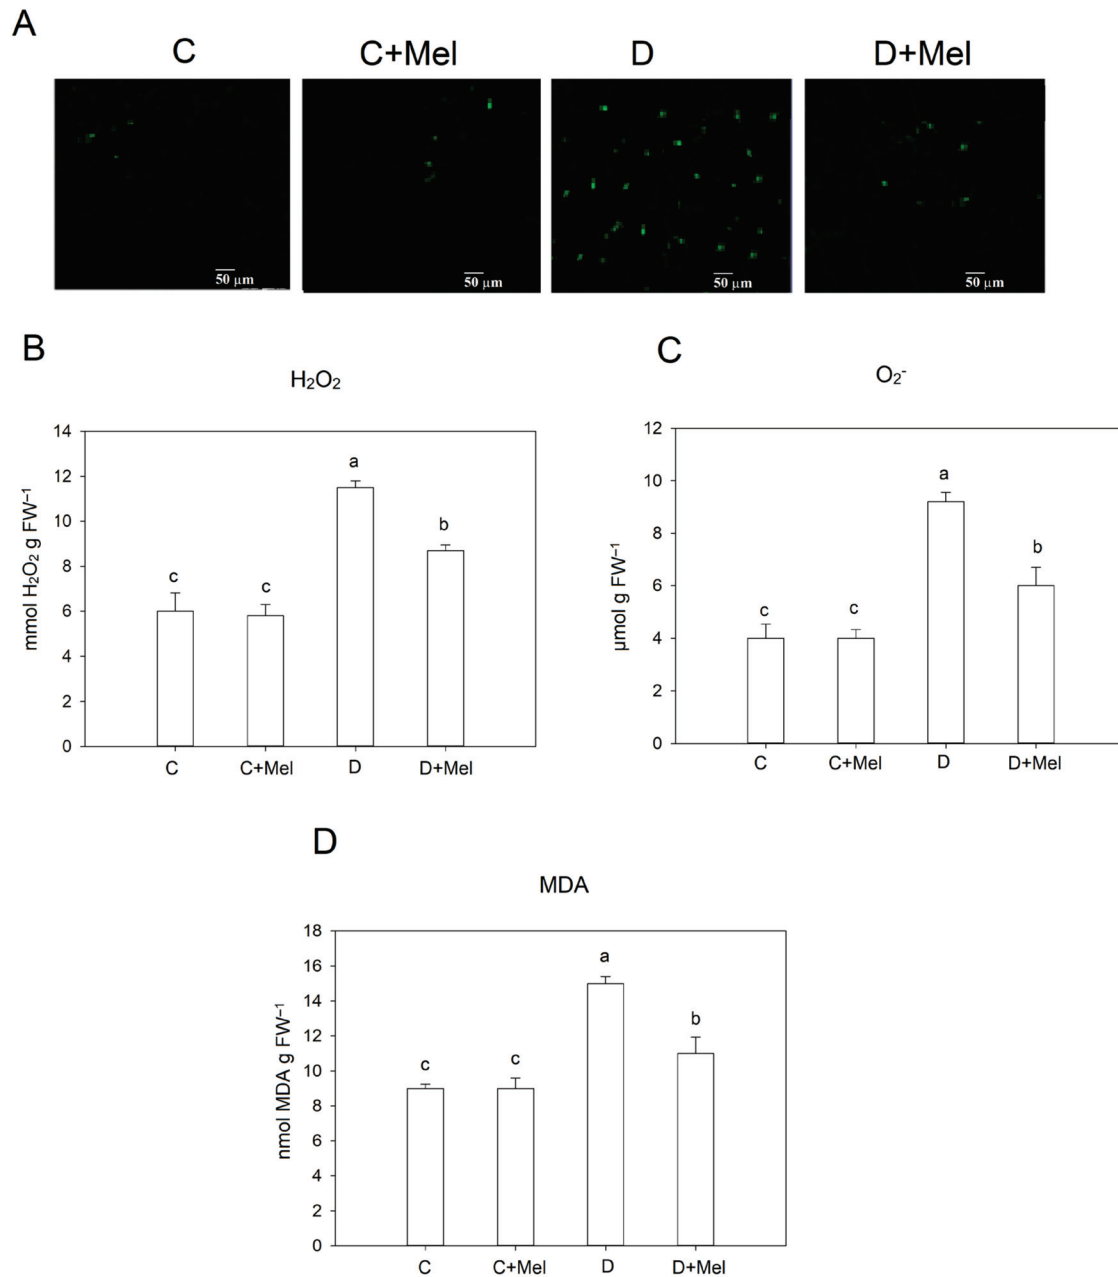 A
C C+Mel D D+Mel
50 µm 50 µm 50 µm 50 µm
B
H₂O₂
mmol H₂O₂ g FW⁻¹
14
12
10
8
6
4
2
0
c c a b
C C+Mel D D+Mel
C
O₂⁻
µmol g FW⁻¹
12
10
8
6
4
2
0
c c a b
C C+Mel D D+Mel
D
MDA
nmol MDA g FW⁻¹
18
16
14
12
10
8
6
4
2
0
c c a b
C C+Mel D D+Mel